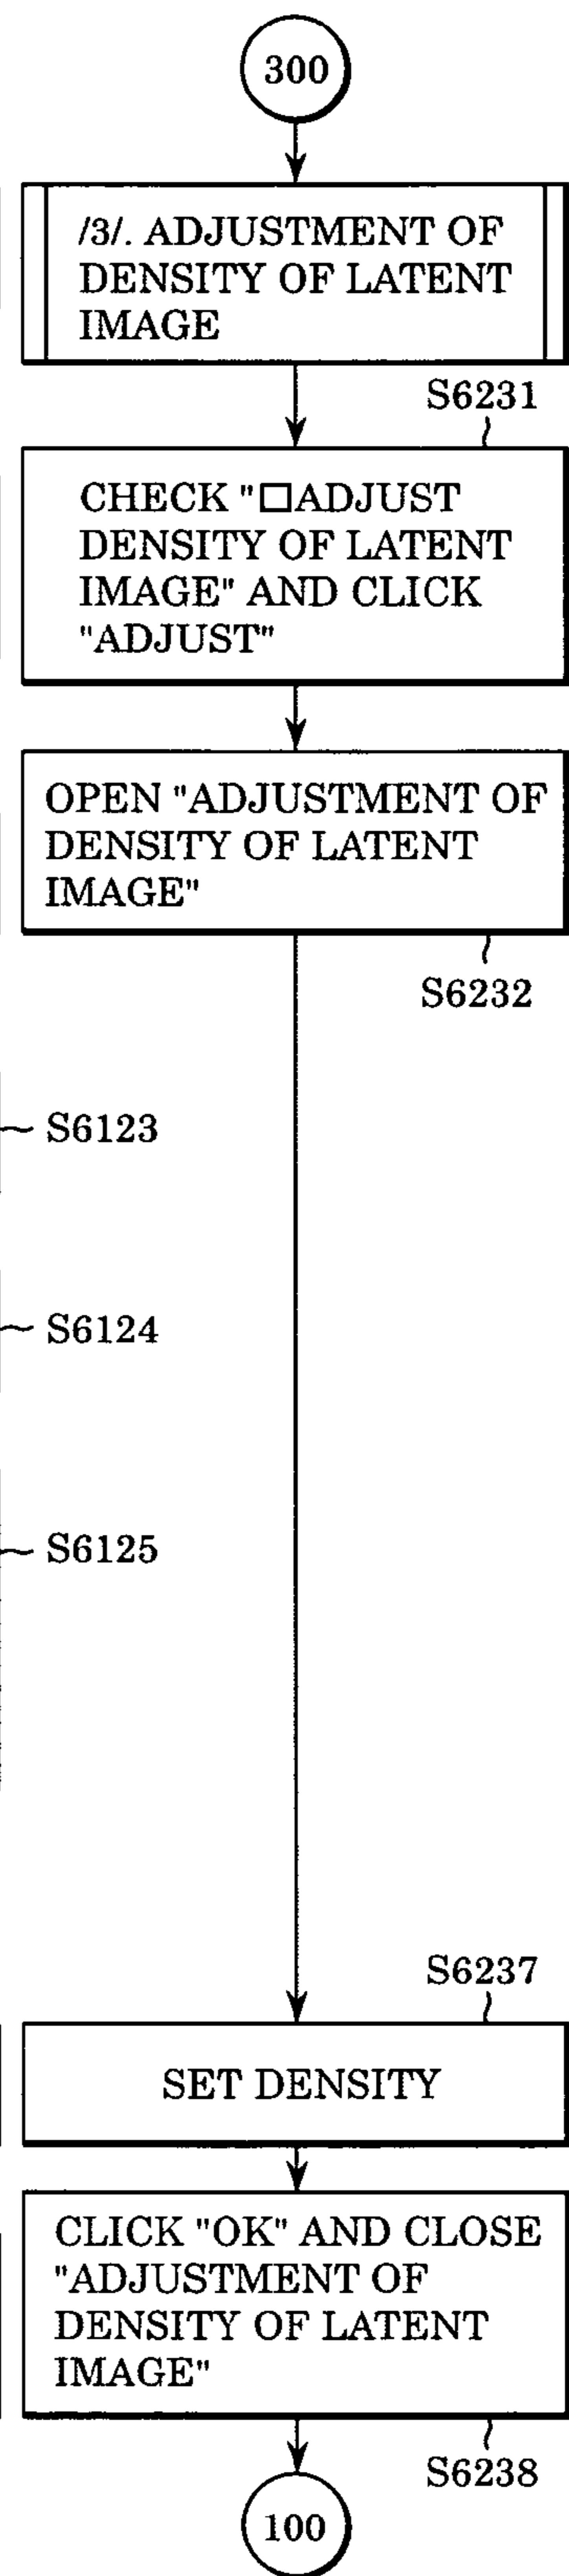 300
/3/. ADJUSTMENT OF
DENSITY OF LATENT
IMAGE
S6231
CHECK "□ADJUST
DENSITY OF LATENT
IMAGE" AND CLICK
"ADJUST"
OPEN "ADJUSTMENT OF
DENSITY OF LATENT
IMAGE"
S6232
S6123
S6124
S6125
S6237
SET DENSITY
CLICK "OK" AND CLOSE
"ADJUSTMENT OF
DENSITY OF LATENT
IMAGE"
S6238
100